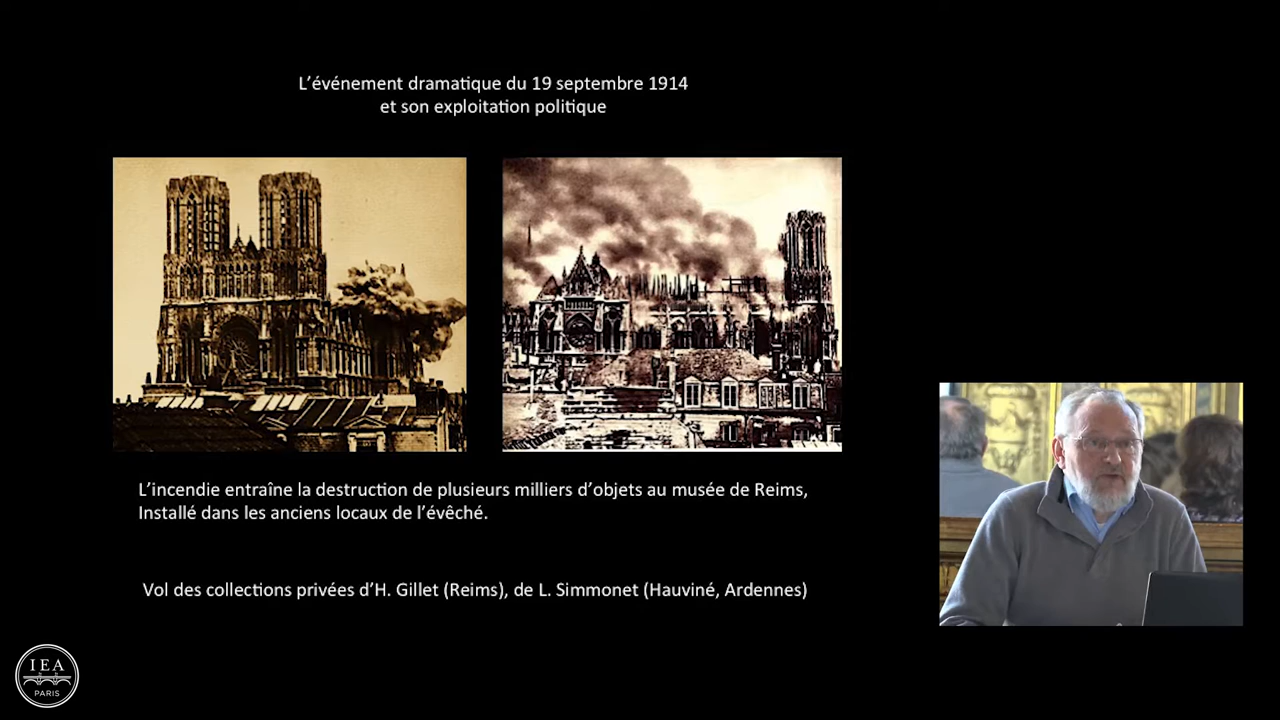 L'événement dramatique du 19 septembre 1914
et son exploitation politique
L'incendie entraîne la destruction de plusieurs milliers d'objets au musée de Reims,
Installé dans les anciens locaux de l'évêché.
Vol des collections privées d'H. Gillet (Reims), de L. Simmonet (Hauviné, Ardennes)
IEA
PARIS